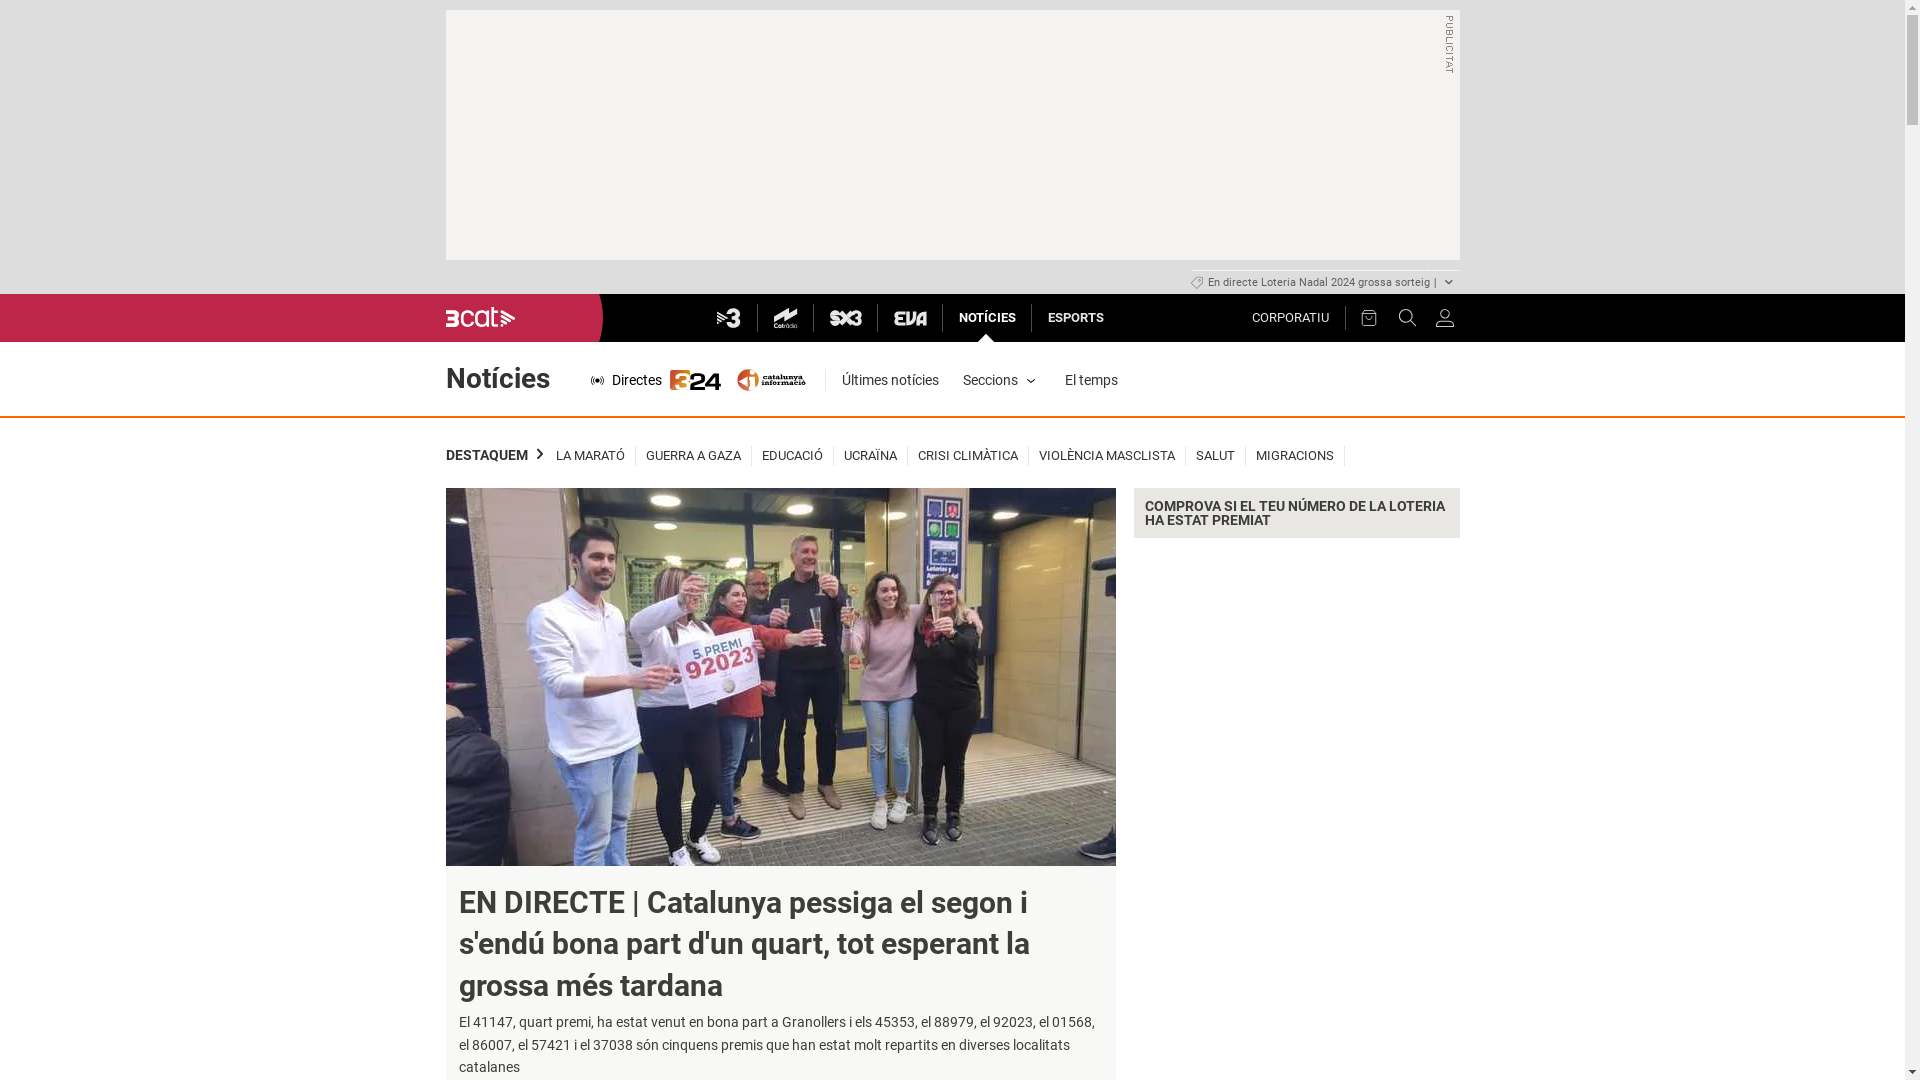 PUBLICITAT
En directe Loteria Nadal 2024 grossa sorteig |
3cat
3
Catràdio
SX3
EVA
NOTÍCIES
ESPORTS
CORPORATIU
Notícies
Directes
324
catalunya
informació
Últimes notícies
Seccions
El temps
DESTAQUEM
LA MARATÓ
GUERRA A GAZA
EDUCACIÓ
UCRAÏNA
CRISI CLIMÀTICA
VIOLÈNCIA MASCLISTA
SALUT
MIGRACIONS
5è PREMI
92023
COMPROVA SI EL TEU NÚMERO DE LA LOTERIA
HA ESTAT PREMIAT
EN DIRECTE | Catalunya pessiga el segon i
s'endú bona part d'un quart, tot esperant la
grossa més tardana
El 41147, quart premi, ha estat venut en bona part a Granollers i els 45353, el 88979, el 92023, el 01568,
el 86007, el 57421 i el 37038 són cinquens premis que han estat molt repartits en diverses localitats
catalanes